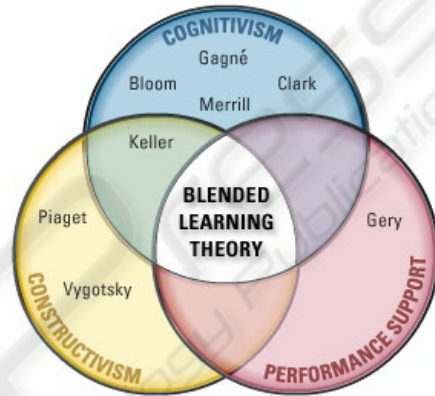 COGNITIVISM
Gagné
Bloom
Clark
Merrill
Keller
BLENDED
LEARNING
THEORY
Piaget
Gery
Vygotsky
CONSTRUCTIVISM
PERFORMANCE SUPPORT